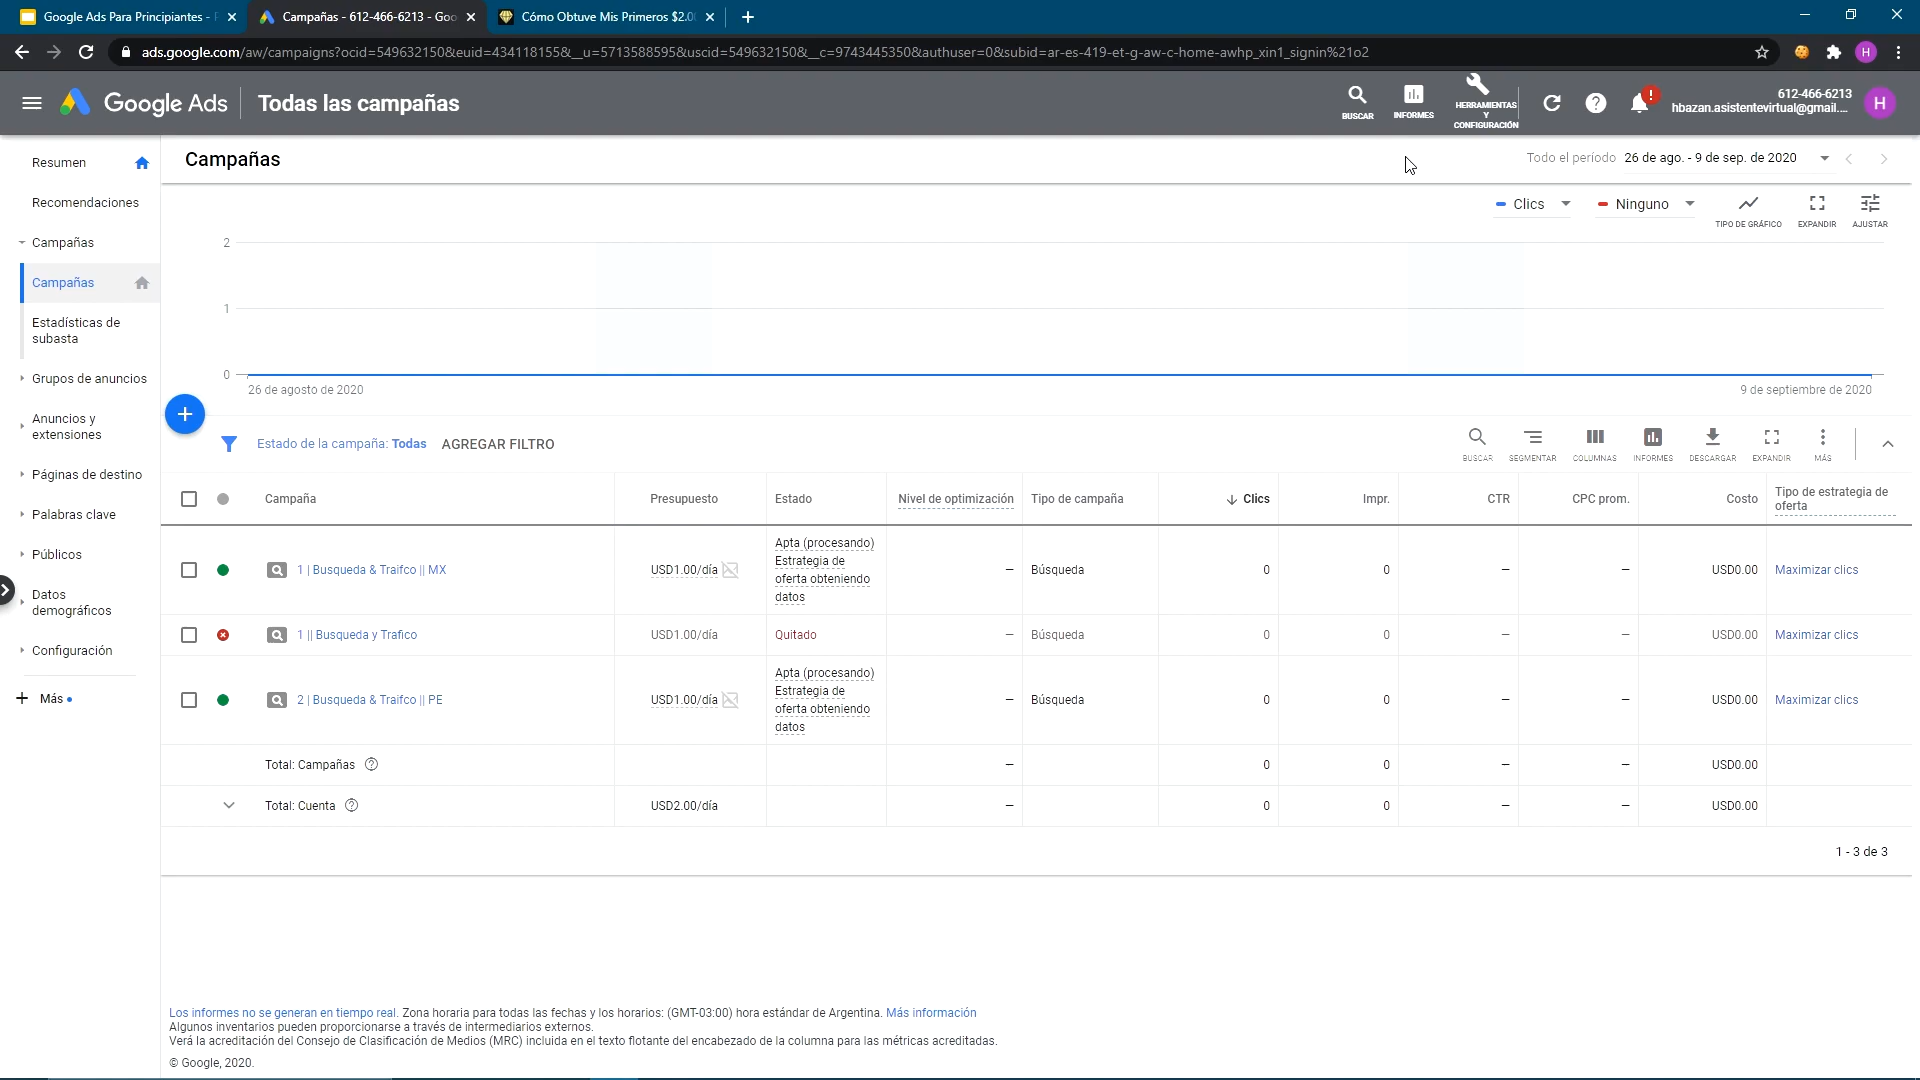 Google Ads Para Principiantes - F
Campañas - 612-466-6213 - Goo
Cómo Obtuve Mis Primeros $2.00
ads.google.com/aw/campaigns?ocid=549632150&euid=434118155&__u=5713588595&uscid=549632150&__c=9743445350&authuser=0&subid=ar-es-419-et-g-aw-c-home-awhp_xin1_signin%21o2
H
Google Ads
Todas las campañas
BUSCAR
INFORMES
HERRAMIENTAS
Y
CONFIGURACIÓN
612-466-6213
hbazan.asistentevirtual@gmail....
H
Resumen
Recomendaciones
Campañas
Campañas
Estadísticas de
subasta
Grupos de anuncios
Anuncios y
extensiones
Páginas de destino
Palabras clave
Públicos
Datos
demográficos
Configuración
Más
Campañas
Todo el período 26 de ago. - 9 de sep. de 2020
Clics
Ninguno
TIPO DE GRÁFICO
EXPANDIR
AJUSTAR
2
1
0
26 de agosto de 2020
9 de septiembre de 2020
Estado de la campaña: Todas AGREGAR FILTRO
BUSCAR
SEGMENTAR
COLUMNAS
INFORMES
DESCARGAR
EXPANDIR
MÁS
Campaña Presupuesto Estado Nivel de optimización Tipo de campaña Clics Impr. CTR CPC prom. Costo Tipo de estrategia de
oferta
1 | Busqueda & Traifco || MX USD1.00/día Apta (procesando)
Estrategia de
oferta obteniendo
datos
– Búsqueda 0 0 – – USD0.00 Maximizar clics
1 || Busqueda y Trafico USD1.00/día Quitado – Búsqueda 0 0 – – USD0.00 Maximizar clics
2 | Busqueda & Traifco || PE USD1.00/día Apta (procesando)
Estrategia de
oferta obteniendo
datos
– Búsqueda 0 0 – – USD0.00 Maximizar clics
Total: Campañas – 0 0 – – USD0.00
Total: Cuenta USD2.00/día – 0 0 – – USD0.00
1 - 3 de 3
Los informes no se generan en tiempo real. Zona horaria para todas las fechas y los horarios: (GMT-03:00) hora estándar de Argentina. Más información
Algunos inventarios pueden proporcionarse a través de intermediarios externos.
Verá la acreditación del Consejo de Clasificación de Medios (MRC) incluida en el texto flotante del encabezado de la columna para las métricas acreditadas.
© Google, 2020.